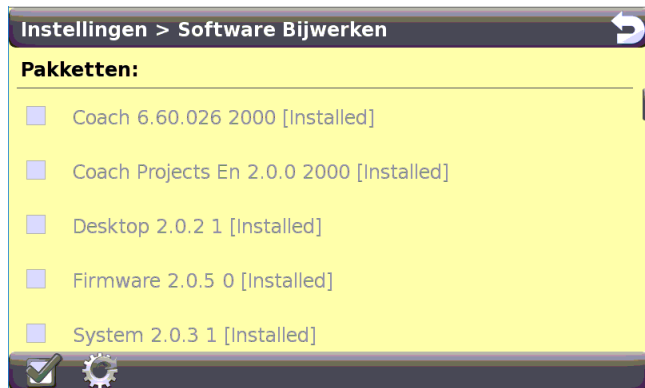 Instellingen > Software Bijwerken
Pakketten:
Coach 6.60.026 2000 [Installed]
Coach Projects En 2.0.0 2000 [Installed]
Desktop 2.0.2 1 [Installed]
Firmware 2.0.5 0 [Installed]
System 2.0.3 1 [Installed]